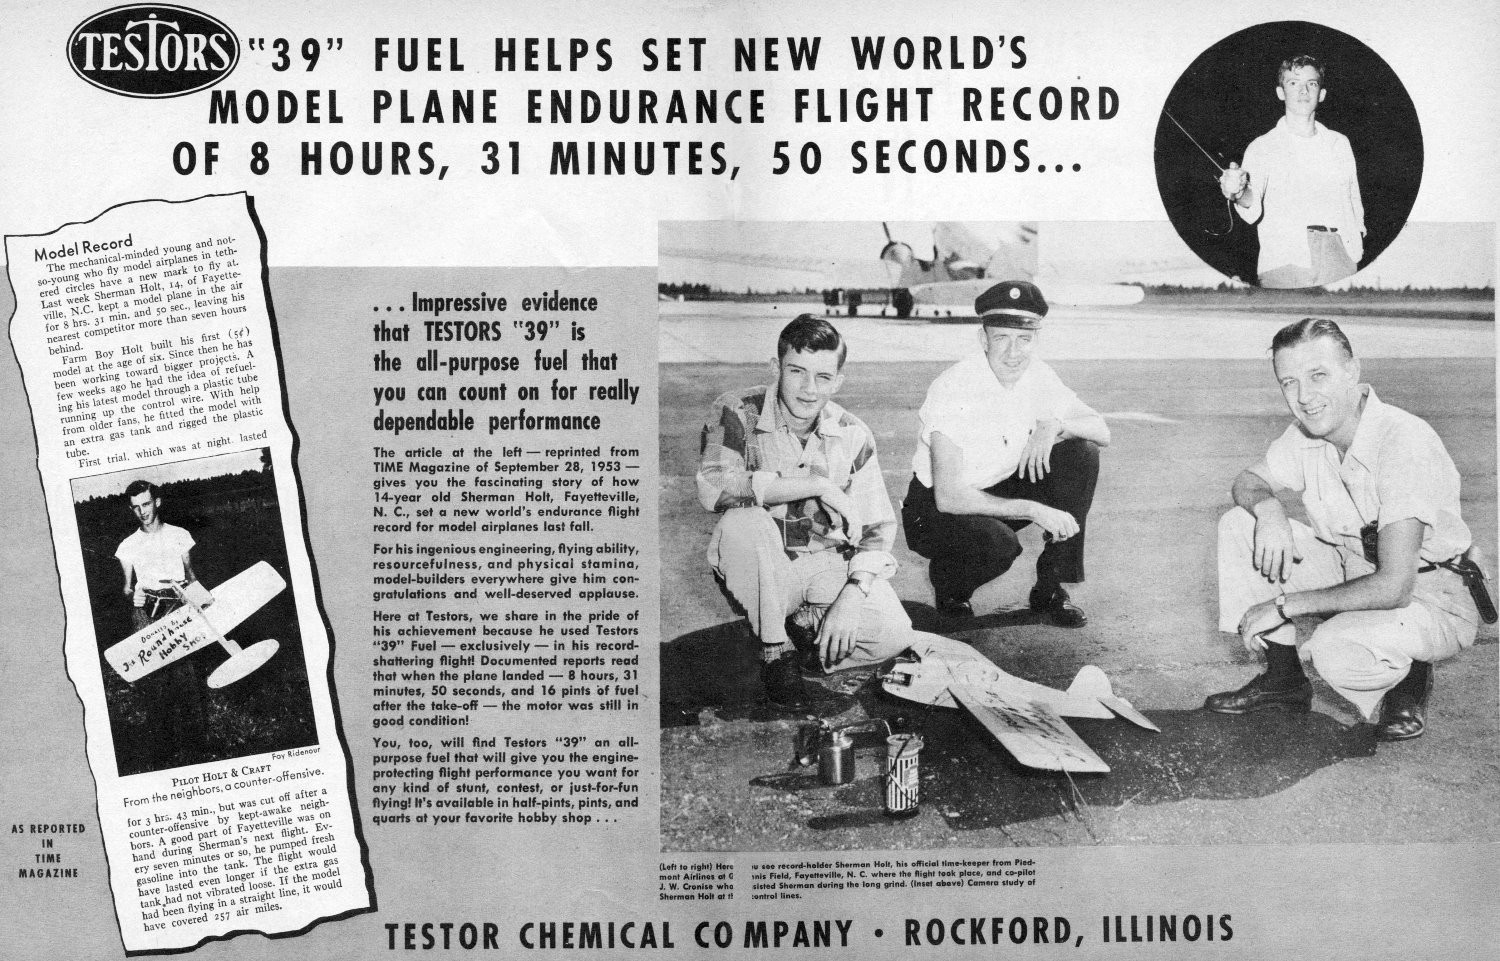 TESTORS "39" FUEL HELPS SET NEW WORLD'S
MODEL PLANE ENDURANCE FLIGHT RECORD
OF 8 HOURS, 31 MINUTES, 50 SECONDS...
Model Record
The mechanical-minded young and not-
so-young who fly model airplanes in teth-
ered circles have a new mark to fly at.
Last week Sherman Holt, 14, of Fayette-
ville, N.C. kept a model plane in the air
for 8 hrs. 31 min. and 50 sec., leaving his
nearest competitor more than seven hours
behind.
Farm Boy Holt built his first (5¢)
model at the age of six. Since then he has
been working toward bigger projects. A
few weeks ago he had the idea of refuel-
ing his latest model through a plastic tube
running up the control wire. With help
from older fans, he fitted the model with
an extra gas tank and rigged the plastic
tube.
First trial, which was at night, lasted
Donated by
The Roundhouse
Hobby
Shop
Fay Ridenour
PILOT HOLT & CRAFT
From the neighbors, a counter-offensive.
for 3 hrs. 43 min., but was cut off after a
counter-offensive by kept-awake neigh-
bors. A good part of Fayetteville was on
hand during Sherman's next flight. Ev-
ery seven minutes or so, he pumped fresh
gasoline into the tank. The flight would
have lasted even longer if the extra gas
tank had not vibrated loose. If the model
had been flying in a straight line, it would
have covered 257 air miles.
AS REPORTED
IN
TIME
MAGAZINE
...Impressive evidence
that TESTORS "39" is
the all-purpose fuel that
you can count on for really
dependable performance
The article at the left — reprinted from
TIME Magazine of September 28, 1953 —
gives you the fascinating story of how
14-year old Sherman Holt, Fayetteville,
N. C., set a new world's endurance flight
record for model airplanes last fall.
For his ingenious engineering, flying ability,
resourcefulness, and physical stamina,
model-builders everywhere give him con-
gratulations and well-deserved applause.
Here at Testors, we share in the pride of
his achievement because he used Testors
"39" Fuel — exclusively — in his record-
shattering flight! Documented reports read
that when the plane landed — 8 hours, 31
minutes, 50 seconds, and 16 pints of fuel
after the take-off — the motor was still in
good condition!
You, too, will find Testors "39" an all-
purpose fuel that will give you the engine-
protecting flight performance you want for
any kind of stunt, contest, or just-for-fun
flying! It's available in half-pints, pints, and
quarts at your favorite hobby shop . . .
(Left to right) Here u see record-holder Sherman Holt, his official time-keeper from Pied-
mont Airlines at G nis Field, Fayetteville, N. C. where the flight took place, and co-pilot
J. W. Cronise who sisted Sherman during the long grind. (Inset above) Camera study of
Sherman Holt at th ontrol lines.
TESTOR CHEMICAL COMPANY • ROCKFORD, ILLINOIS